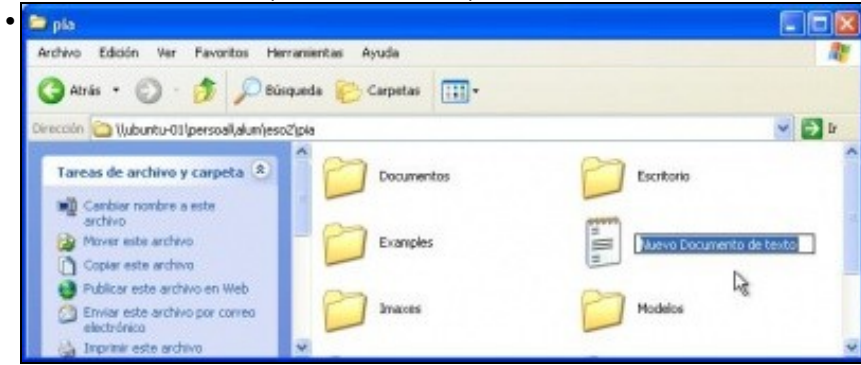 pia
Archivo Edición Ver Favoritos Herramientas Ayuda
Atrás Búsqueda Carpetas
Dirección \\ubuntu-01\persoal\alum\eso2\pia Ir
Tareas de archivo y carpeta
Cambiar nombre a este
archivo
Mover este archivo
Copiar este archivo
Publicar este archivo en Web
Enviar este archivo por correo
electrónico
Imprimir este archivo
Documentos
Escritorio
Examples
Nuevo Documento de texto
Imaxes
Modelos